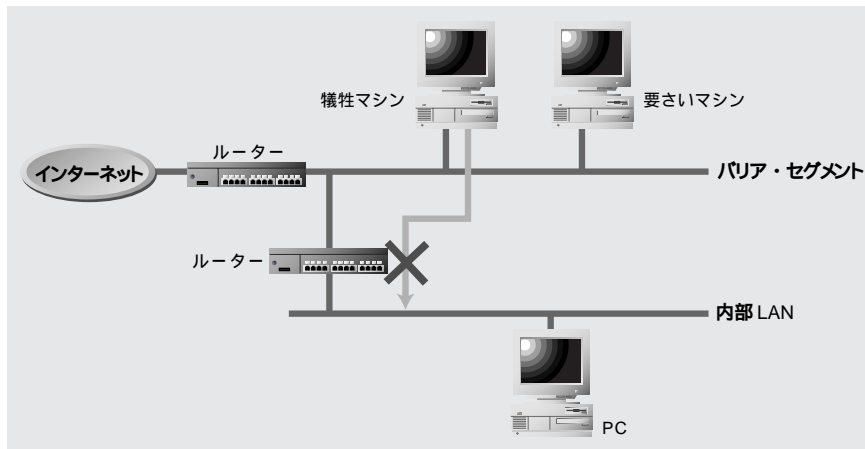 犠牲マシン
要さいマシン
ルーター
インターネット
バリア・セグメント
ルーター
内部 LAN
PC